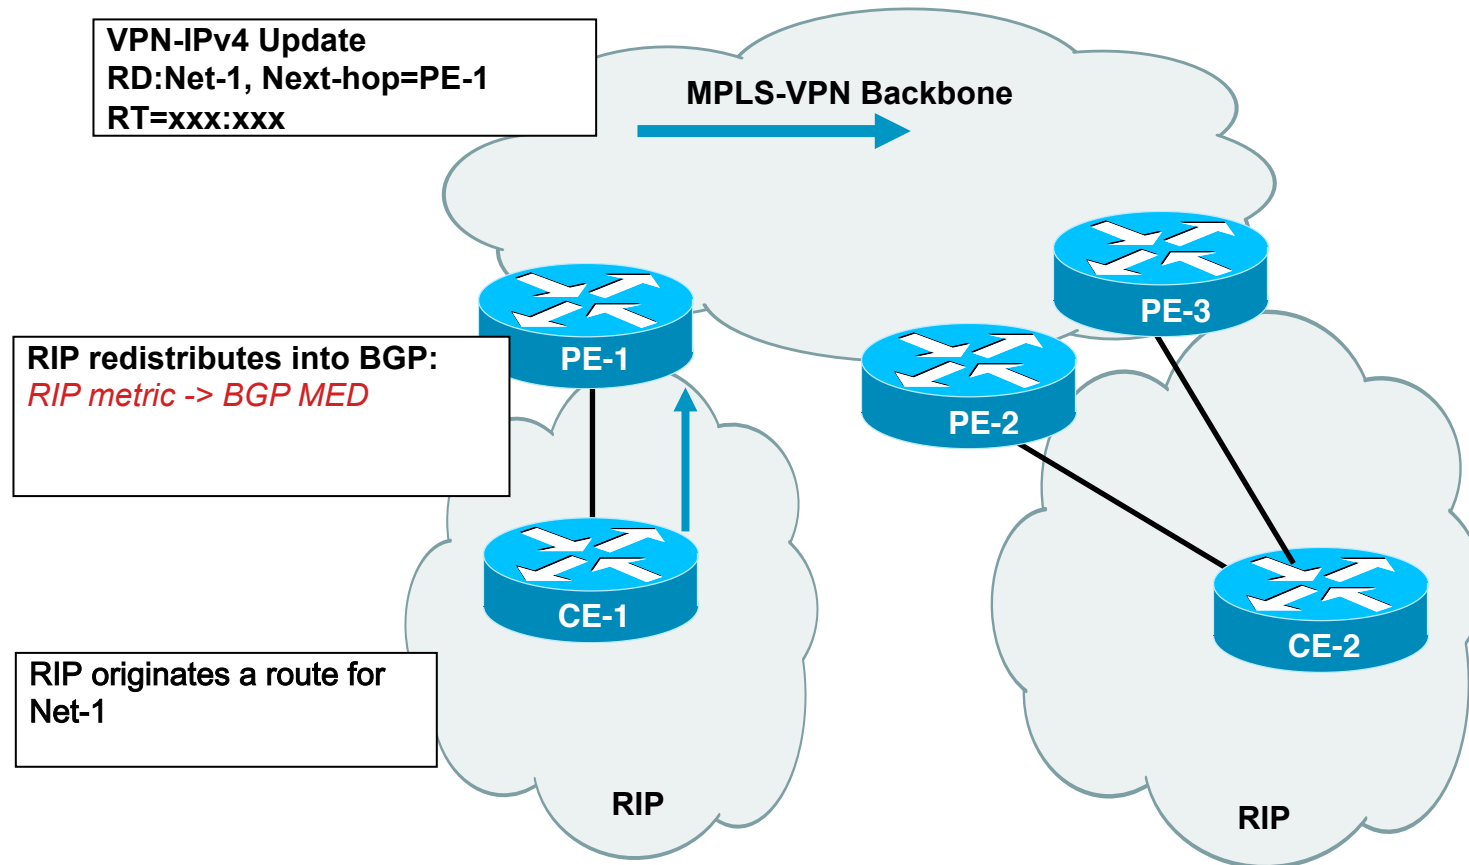 VPN-IPv4 Update
RD:Net-1, Next-hop=PE-1
RT=xxx:xxx
MPLS-VPN Backbone
PE-3
RIP redistributes into BGP:
RIP metric -> BGP MED
PE-1
PE-2
CE-1
CE-2
RIP originates a route for
Net-1
RIP
RIP